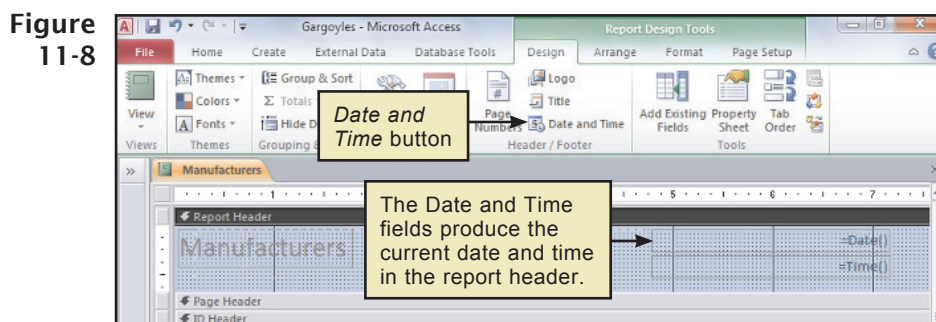 Figure
11-8
Gargoyles - Microsoft Access
Report Design Tools
File Home Create External Data Database Tools Design Arrange Format Page Setup
View
Views
Themes
Colors
Fonts
Themes
Group & Sort
Σ Totals
Hide D
Grouping &
Date and
Time button
Page
Numbers
Logo
Title
Date and Time
Header / Footer
Add Existing
Fields
Property
Sheet
Tab
Order
Tools
Manufacturers
1 5 6 7
Report Header
Manufacturers
The Date and Time
fields produce the
current date and time
in the report header.
=Date()
=Time()
Page Header
ID Header